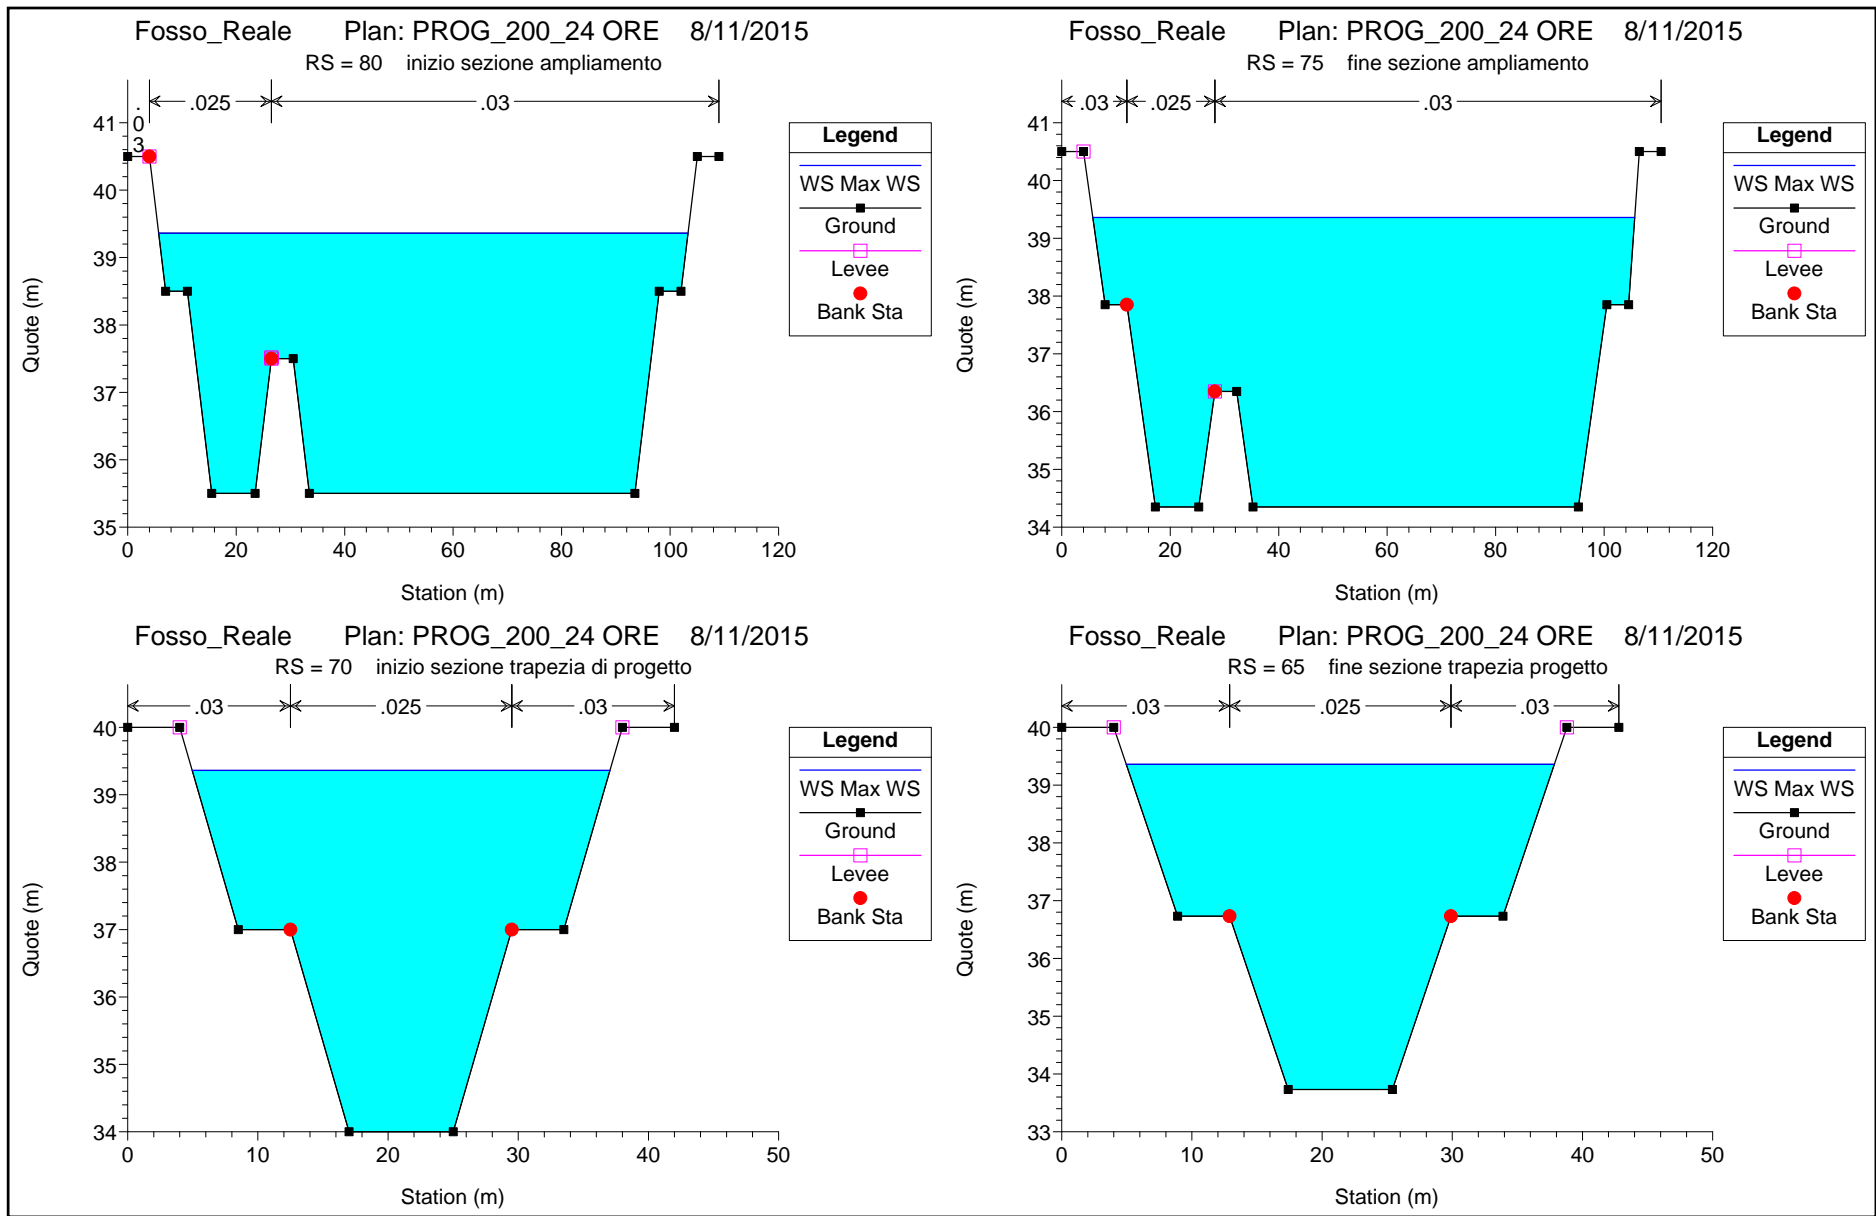 Fosso_Reale Plan: PROG_200_24 ORE 8/11/2015
RS = 80 inizio sezione ampliamento
.03
.025
.03
41
40
39
38
37
36
35
Quote (m)
0 20 40 60 80 100 120
Station (m)
Legend
WS Max WS
Ground
Levee
Bank Sta
Fosso_Reale Plan: PROG_200_24 ORE 8/11/2015
RS = 75 fine sezione ampliamento
.03
.025
.03
41
40
39
38
37
36
35
34
Quote (m)
0 20 40 60 80 100 120
Station (m)
Legend
WS Max WS
Ground
Levee
Bank Sta
Fosso_Reale Plan: PROG_200_24 ORE 8/11/2015
RS = 70 inizio sezione trapezia di progetto
.03
.025
.03
40
39
38
37
36
35
34
Quote (m)
0 10 20 30 40 50
Station (m)
Legend
WS Max WS
Ground
Levee
Bank Sta
Fosso_Reale Plan: PROG_200_24 ORE 8/11/2015
RS = 65 fine sezione trapezia progetto
.03
.025
.03
40
39
38
37
36
35
34
33
Quote (m)
0 10 20 30 40 50
Station (m)
Legend
WS Max WS
Ground
Levee
Bank Sta